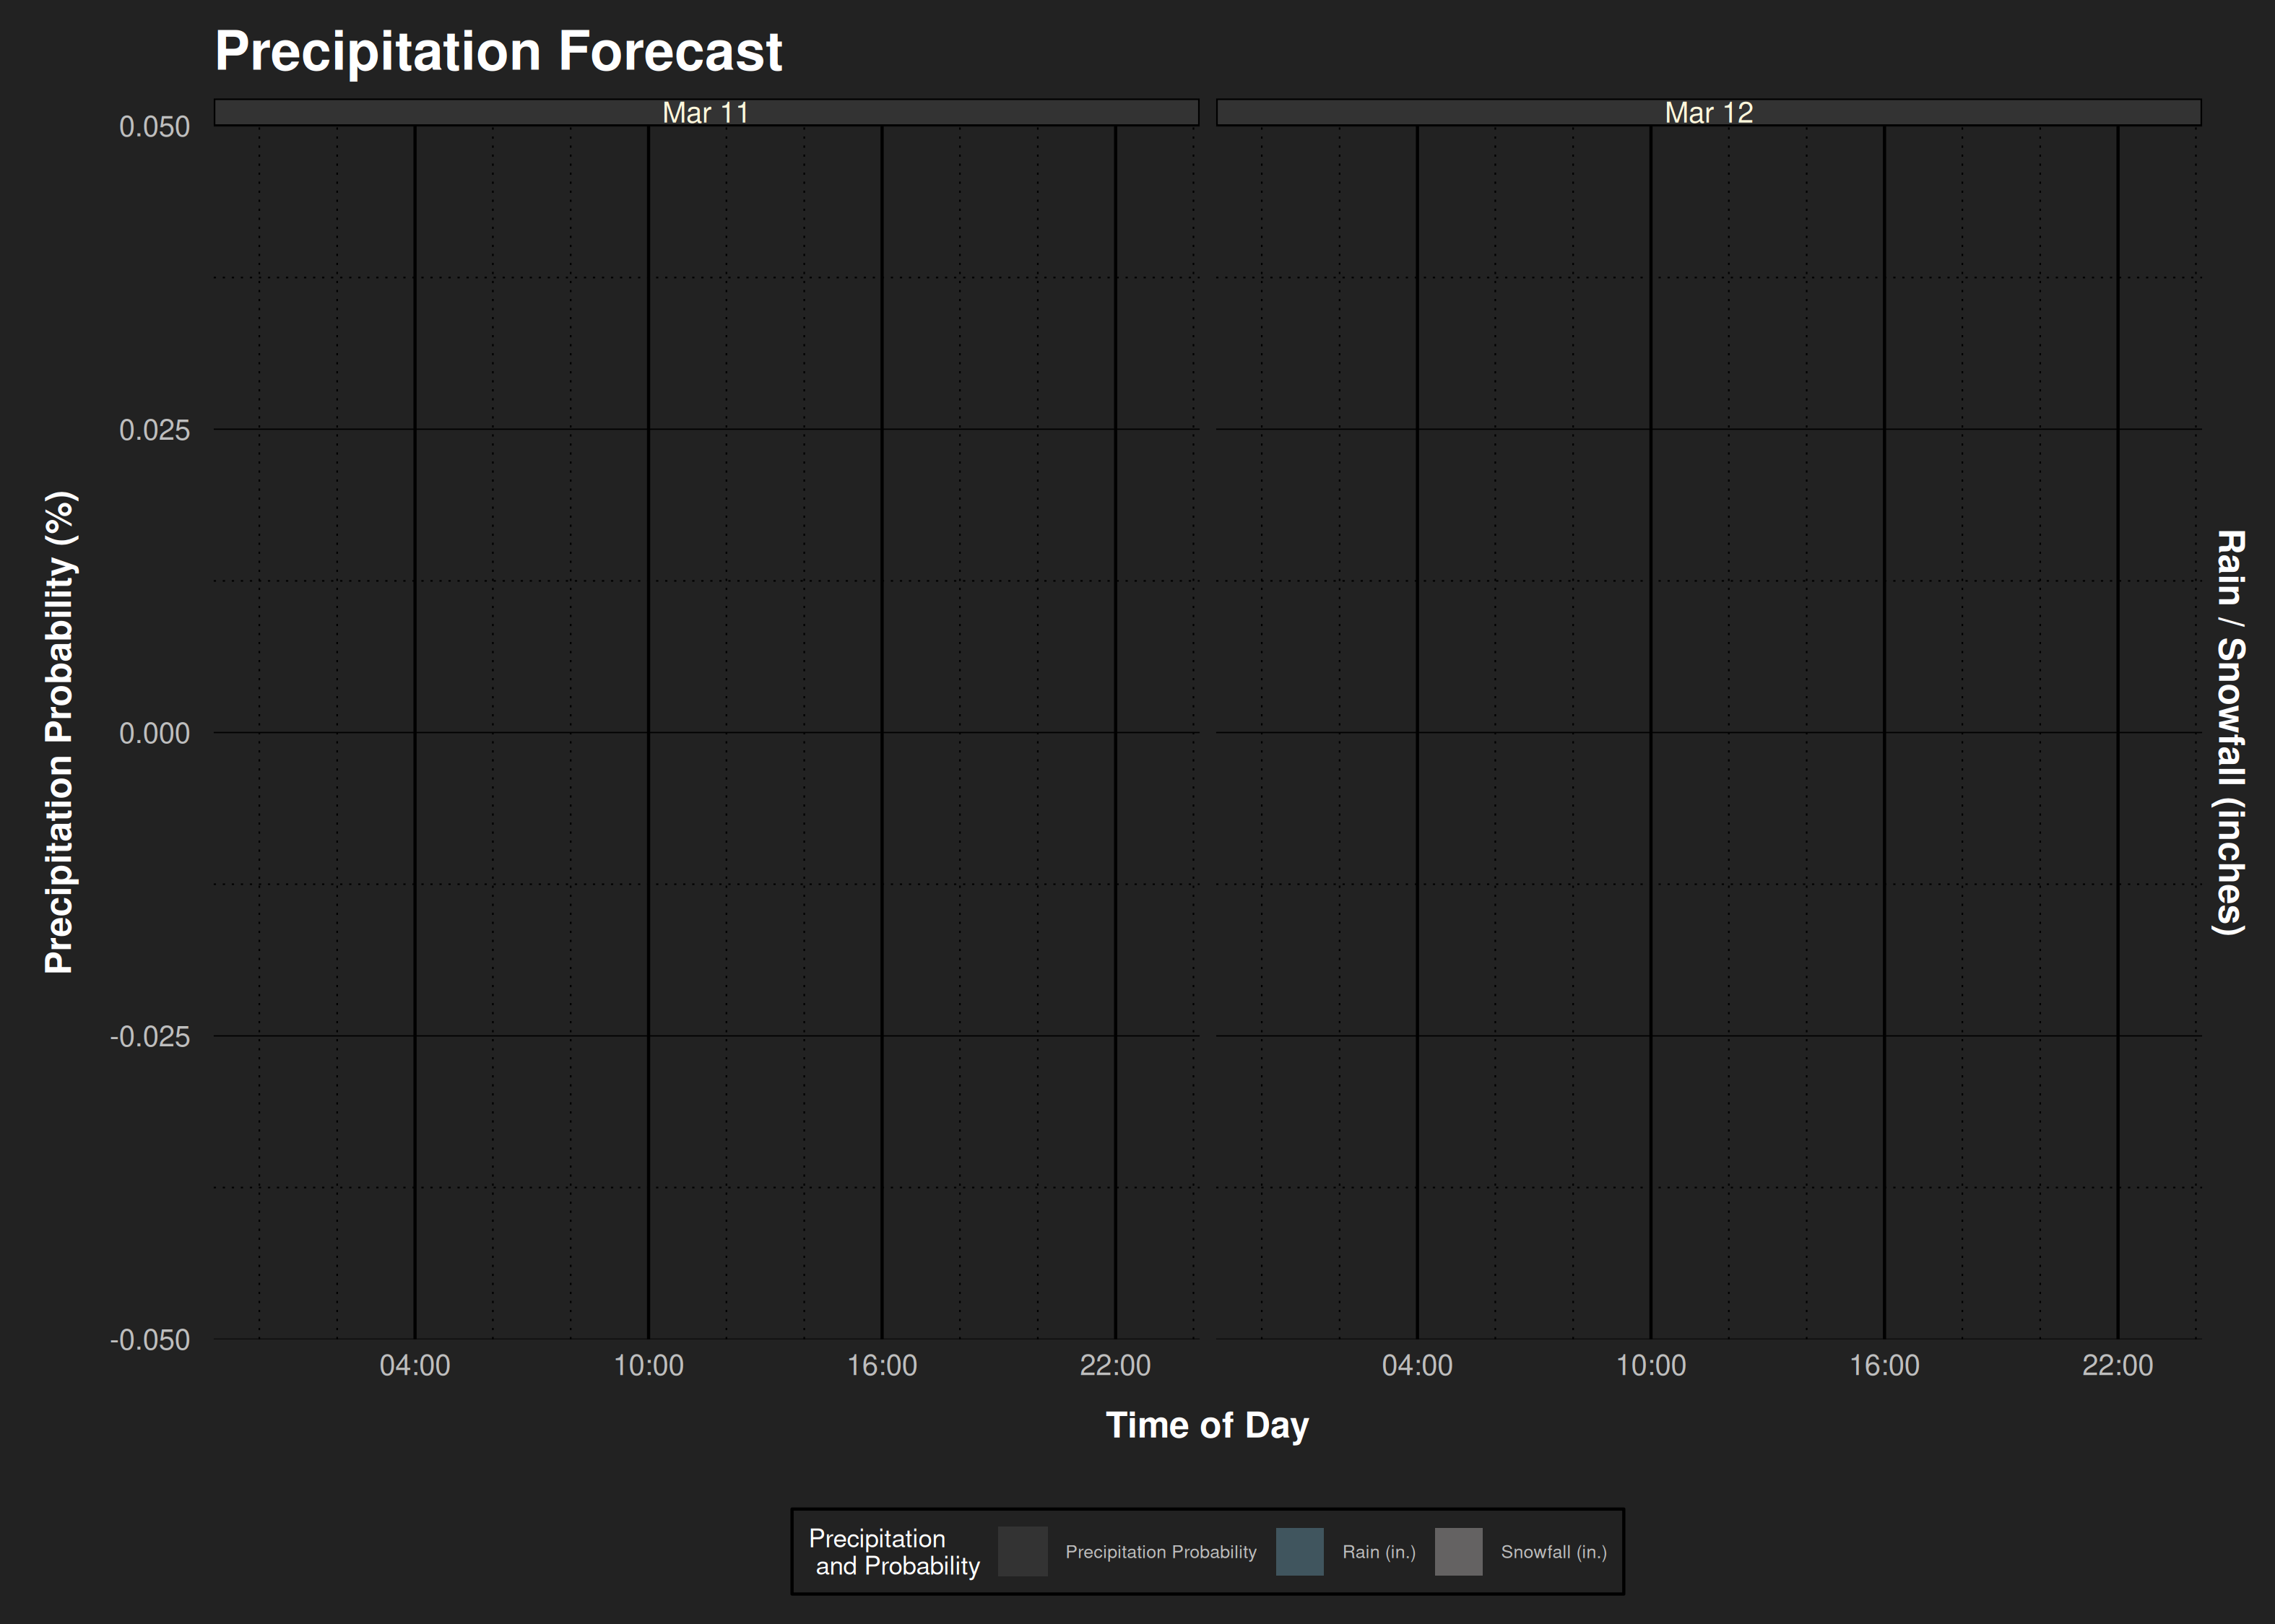 Precipitation Forecast
Mar 11
Mar 12
0.050
0.025
0.000
-0.025
-0.050
Precipitation Probability (%)
Rain / Snowfall (inches)
04:00
10:00
16:00
22:00
04:00
10:00
16:00
22:00
Time of Day
Precipitation
and Probability
Precipitation Probability
Rain (in.)
Snowfall (in.)